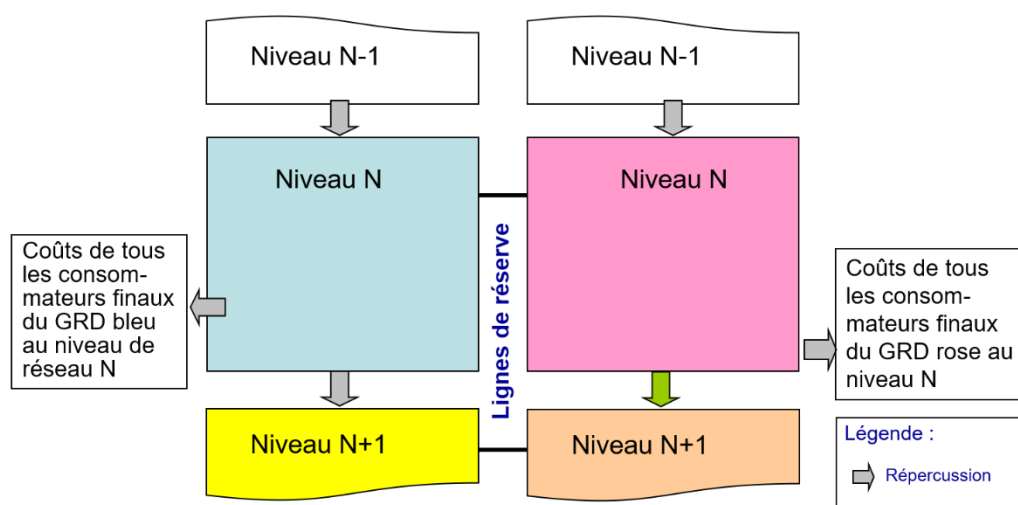 Niveau N-1
Niveau N-1
Niveau N
Niveau N
Lignes de réserve
Coûts de tous
les consom-
mateurs finaux
du GRD bleu
au niveau de
réseau N
Coûts de tous
les consom-
mateurs finaux
du GRD rose au
niveau N
Niveau N+1
Niveau N+1
Légende :
Répercussion